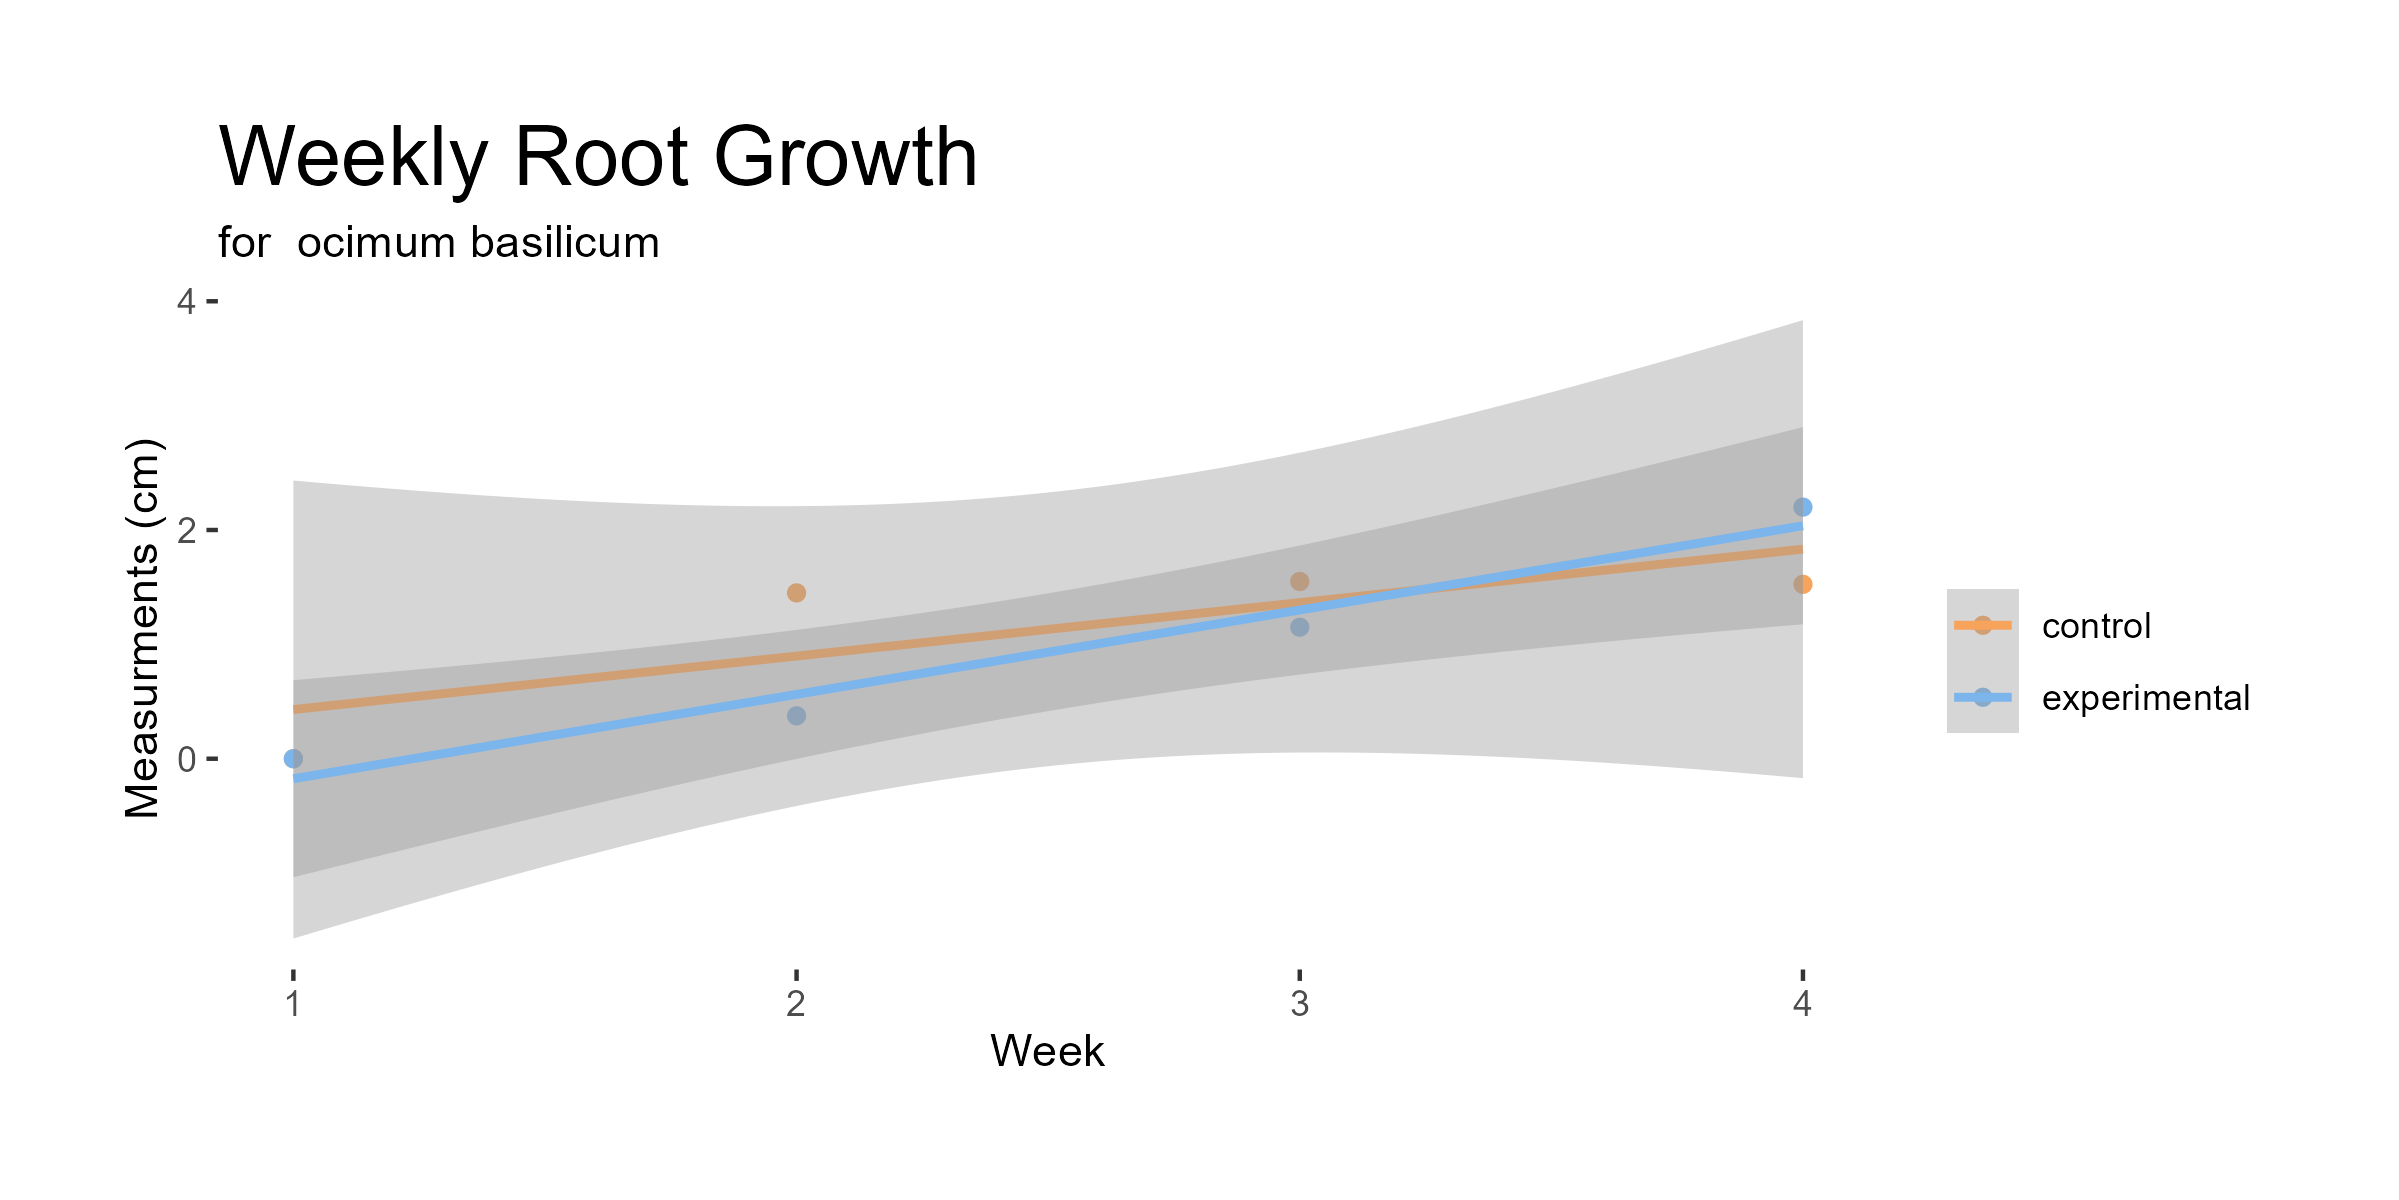 Weekly Root Growth
for  ocimum basilicum
Measurments (cm)
4
2
0
1 2 3 4
Week
control
experimental